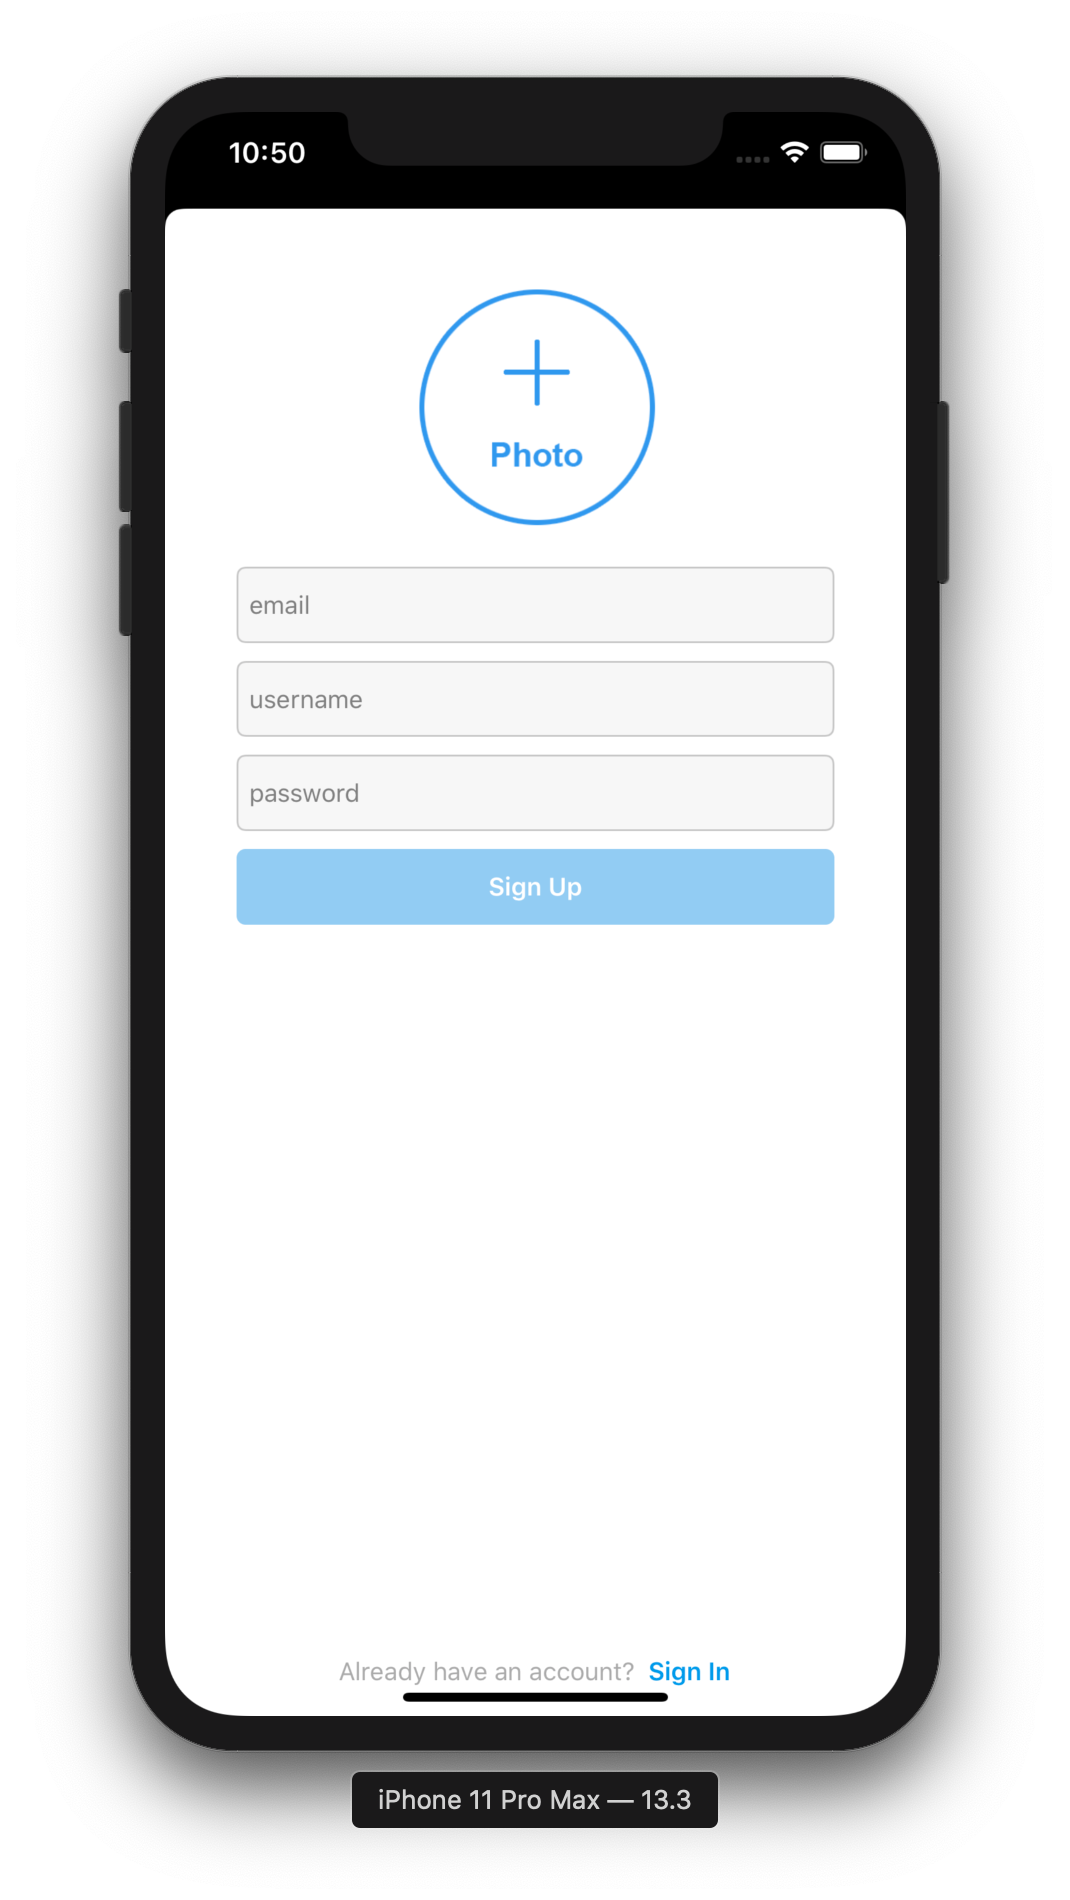 10:50
Photo
email
username
password
Sign Up
Already have an account? Sign In
iPhone 11 Pro Max — 13.3